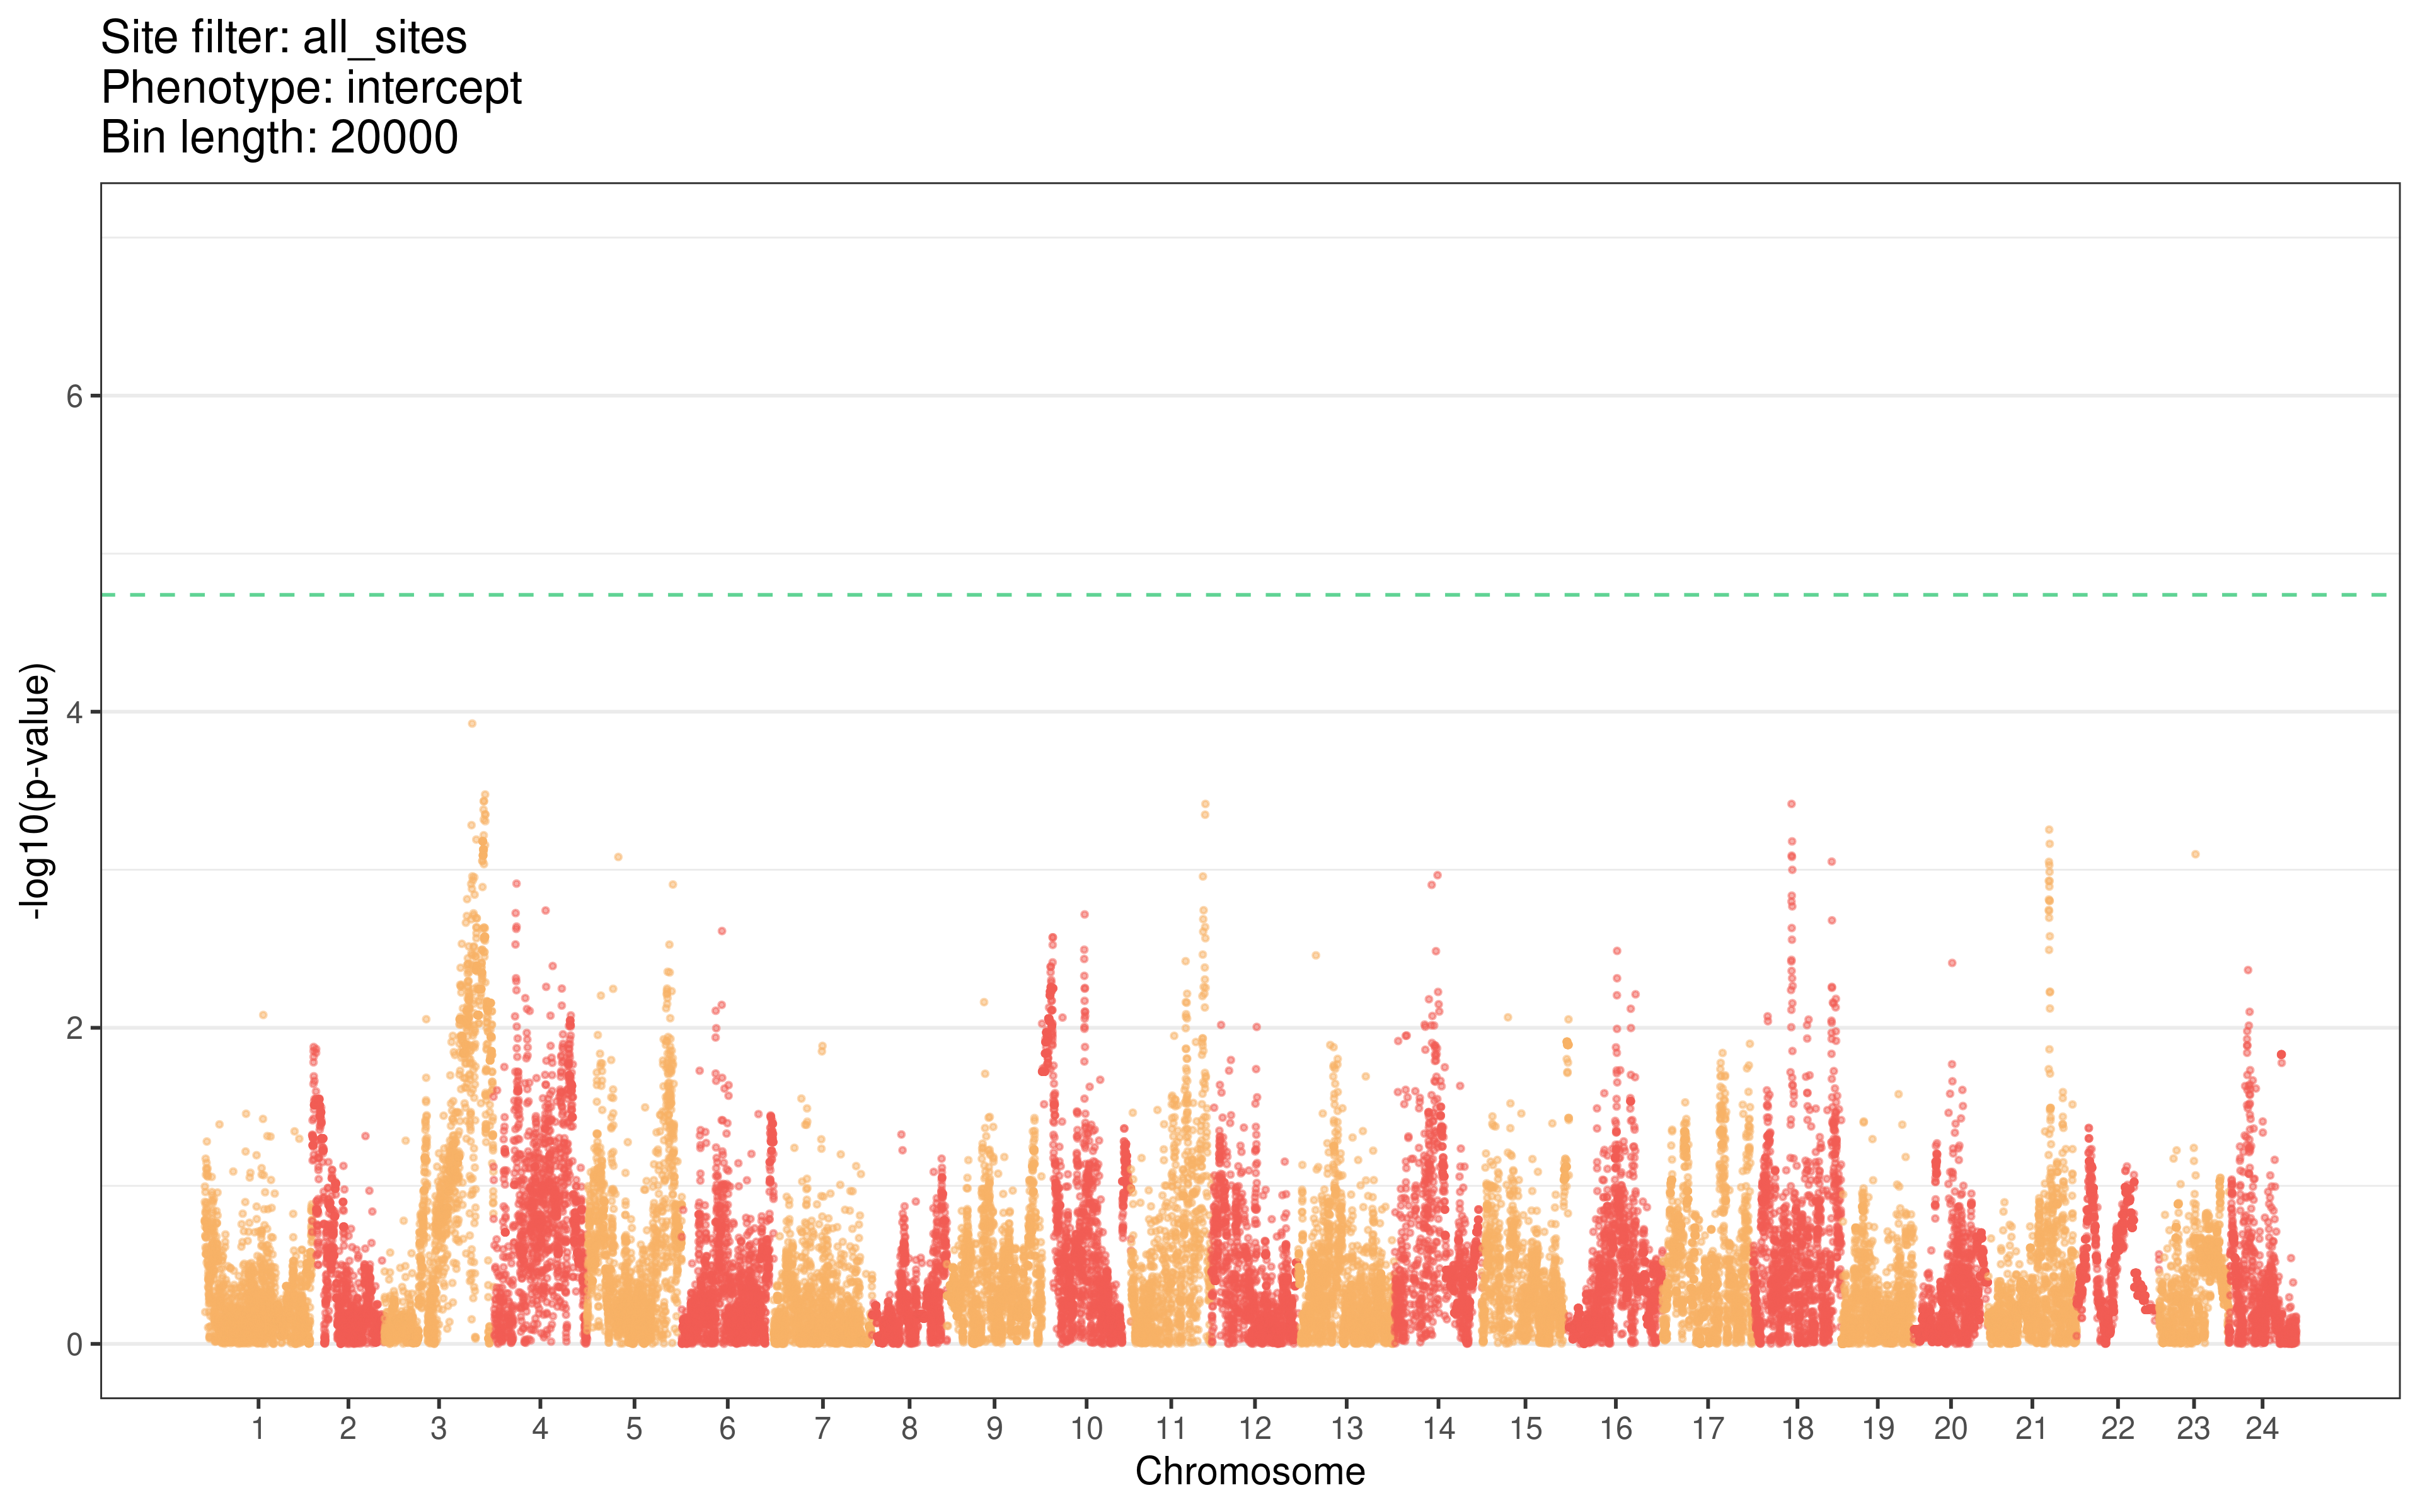 Site filter: all_sites
Phenotype: intercept
Bin length: 20000
6
4
2
0
-log10(p-value)
1 2 3 4 5 6 7 8 9 10 11 12 13 14 15 16 17 18 19 20 21 22 23 24
Chromosome